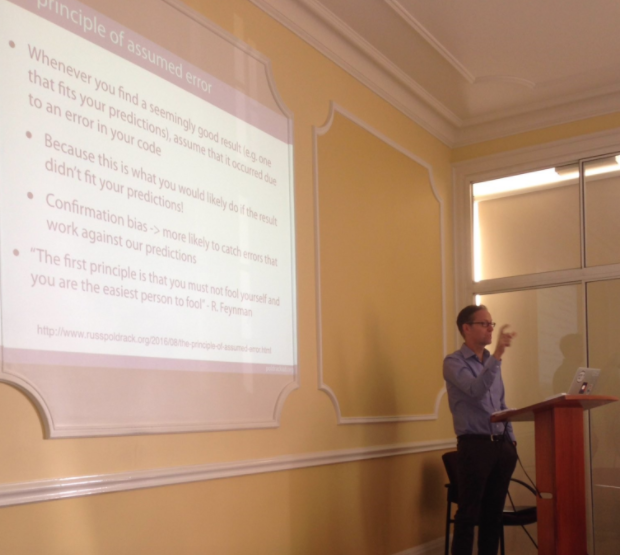 principle of assumed error
• Whenever you find a seemingly good result (e.g. one
that fits your predictions), assume that it occurred due
to an error in your code
• Because this is what you would likely do if the result
didn't fit your predictions!
• Confirmation bias -> more likely to catch errors that
work against our predictions
• "The first principle is that you must not fool yourself and
you are the easiest person to fool" - R. Feynman
http://www.russpoldrack.org/2016/08/the-principle-of-assumed-error.html